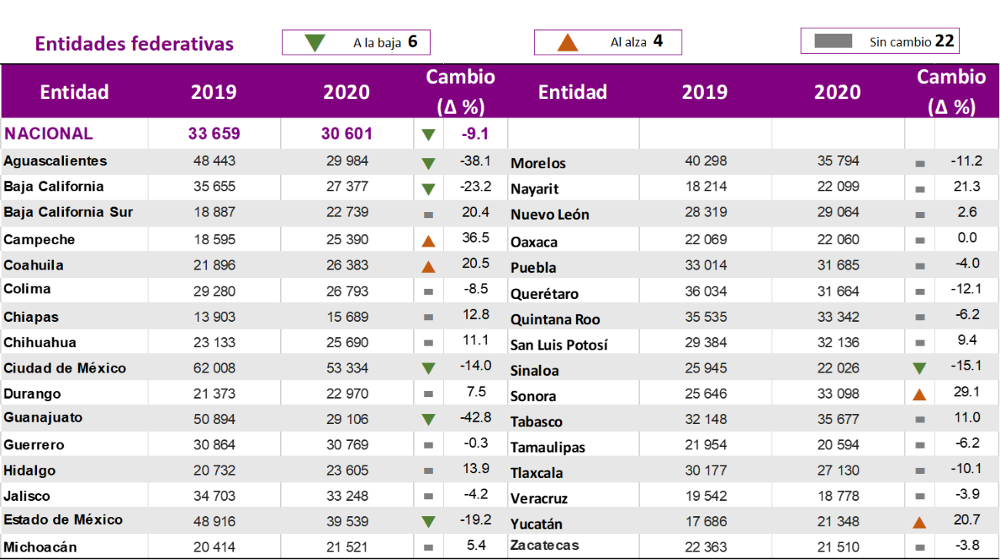 Entidades federativas A la baja 6 Al alza 4 Sin cambio 22
Entidad 2019 2020 Cambio (Δ %) Entidad 2019 2020 Cambio (Δ %)
NACIONAL 33 659 30 601 -9.1
Aguascalientes 48 443 29 984 -38.1 Morelos 40 298 35 794 -11.2
Baja California 35 655 27 377 -23.2 Nayarit 18 214 22 099 21.3
Baja California Sur 18 887 22 739 20.4 Nuevo León 28 319 29 064 2.6
Campeche 18 595 25 390 36.5 Oaxaca 22 069 22 060 0.0
Coahuila 21 896 26 383 20.5 Puebla 33 014 31 685 -4.0
Colima 29 280 26 793 -8.5 Querétaro 36 034 31 664 -12.1
Chiapas 13 903 15 689 12.8 Quintana Roo 35 535 33 342 -6.2
Chihuahua 23 133 25 690 11.1 San Luis Potosí 29 384 32 136 9.4
Ciudad de México 62 008 53 334 -14.0 Sinaloa 25 945 22 026 -15.1
Durango 21 373 22 970 7.5 Sonora 25 646 33 098 29.1
Guanajuato 50 894 29 106 -42.8 Tabasco 32 148 35 677 11.0
Guerrero 30 864 30 769 -0.3 Tamaulipas 21 954 20 594 -6.2
Hidalgo 20 732 23 605 13.9 Tlaxcala 30 177 27 130 -10.1
Jalisco 34 703 33 248 -4.2 Veracruz 19 542 18 778 -3.9
Estado de México 48 916 39 539 -19.2 Yucatán 17 686 21 348 20.7
Michoacán 20 414 21 521 5.4 Zacatecas 22 363 21 510 -3.8